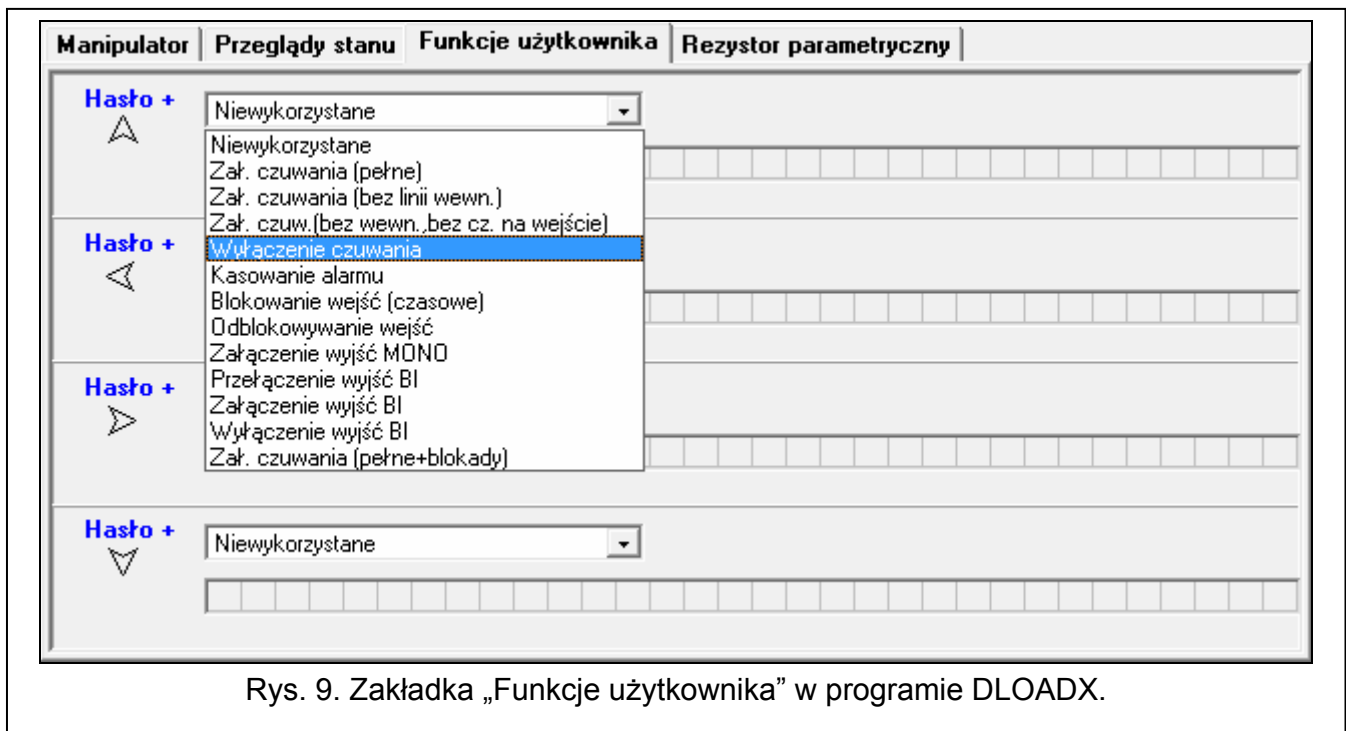 Manipulator Przeglądy stanu Funkcje użytkownika Rezystor parametryczny
Hasło +
Niewykorzystane
Niewykorzystane
Zał. czuwania (pełne)
Zał. czuwania (bez linii wewn.)
Zał. czuw.(bez wewn.,bez cz. na wejście)
Hasło +
Wyłączenie czuwania
Kasowanie alarmu
Blokowanie wejść (czasowe)
Odblokowywanie wejść
Załączenie wyjść MONO
Hasło +
Przełączenie wyjść BI
Załączenie wyjść BI
Wyłączenie wyjść BI
Zał. czuwania (pełne+blokady)
Hasło +
Niewykorzystane
Rys. 9. Zakładka „Funkcje użytkownika” w programie DLOADX.